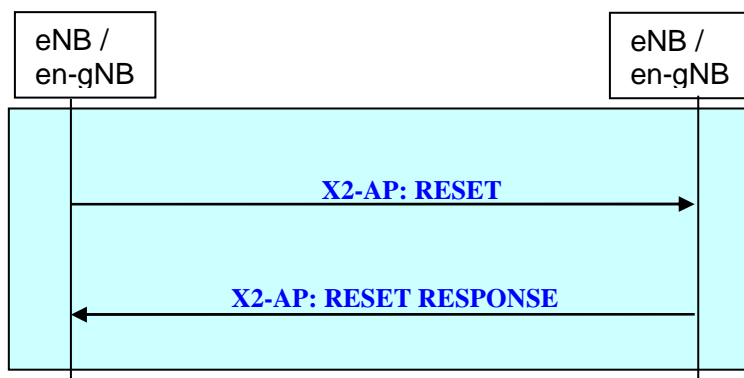 eNB /
en-gNB
eNB /
en-gNB
X2-AP: RESET
X2-AP: RESET RESPONSE